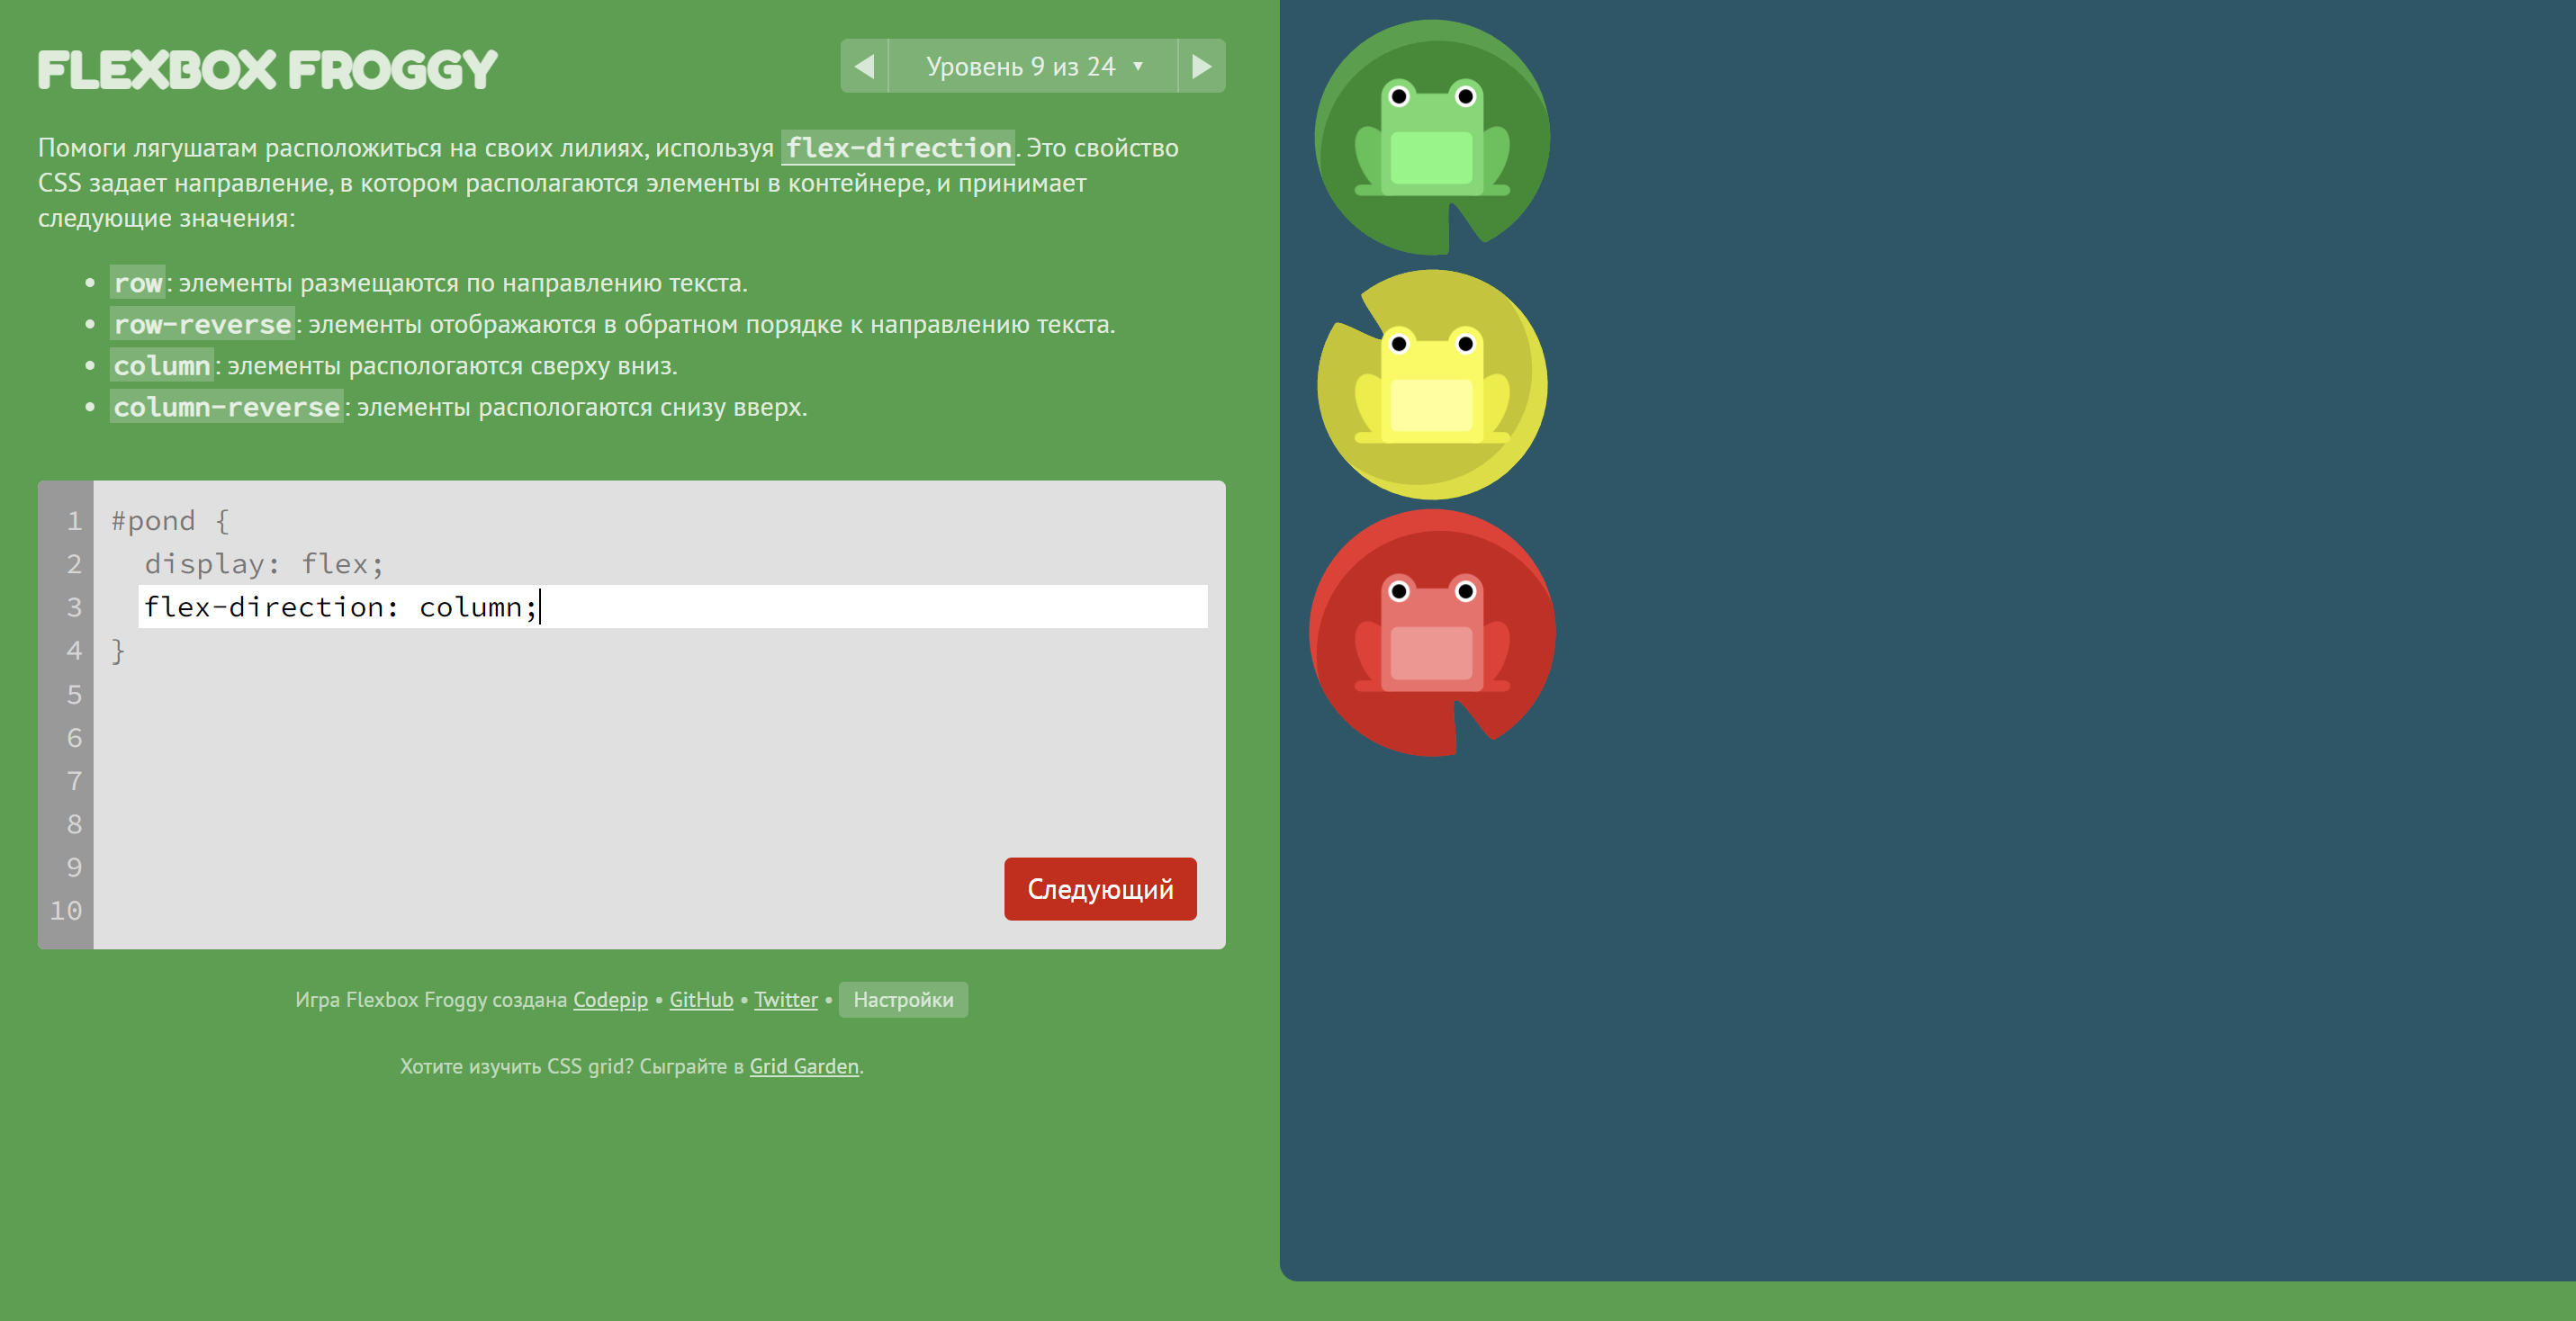 FLEXBOX FROGGY
Уровень 9 из 24 ▼
Помоги лягушатам расположиться на своих лилиях, используя flex-direction. Это свойство
CSS задает направление, в котором располагаются элементы в контейнере, и принимает
следующие значения:
• row: элементы размещаются по направлению текста.
• row-reverse: элементы отображаются в обратном порядке к направлению текста.
• column: элементы распологаются сверху вниз.
• column-reverse: элементы распологаются снизу вверх.
1 #pond {
2 display: flex;
3 flex-direction: column;
4 }
5
6
7
8
9
10
Следующий
Игра Flexbox Froggy создана Codepip • GitHub • Twitter • Настройки
Хотите изучить CSS grid? Сыграйте в Grid Garden.